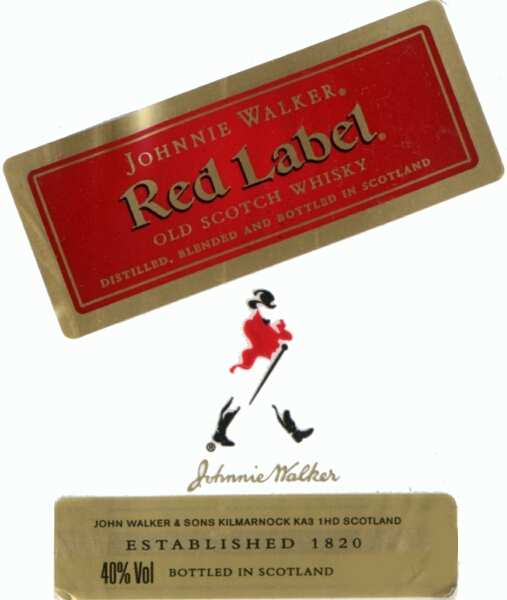 JOHNNIE WALKER®
Red Label®
OLD SCOTCH WHISKY
DISTILLED, BLENDED AND BOTTLED IN SCOTLAND
®
Johnnie Walker
JOHN WALKER & SONS KILMARNOCK KA3 1HD SCOTLAND
ESTABLISHED 1820
40% Vol BOTTLED IN SCOTLAND